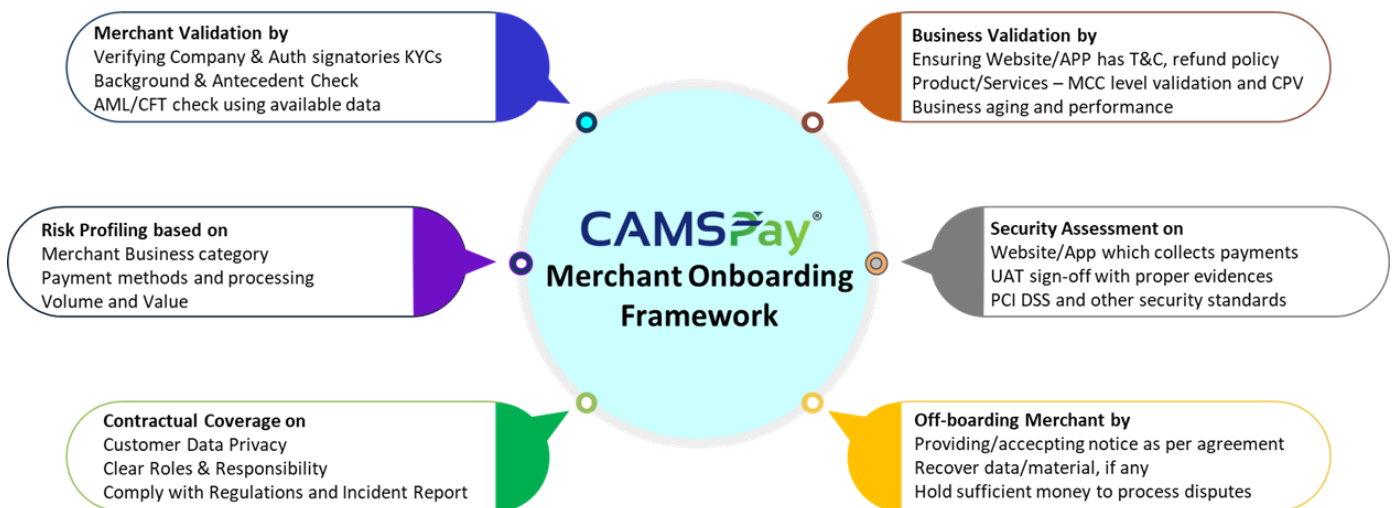 Merchant Validation by
Verifying Company & Auth signatories KYCs
Background & Antecedent Check
AML/CFT check using available data
Business Validation by
Ensuring Website/APP has T&C, refund policy
Product/Services – MCC level validation and CPV
Business aging and performance
Risk Profiling based on
Merchant Business category
Payment methods and processing
Volume and Value
CAMSPay®
Merchant Onboarding
Framework
Security Assessment on
Website/App which collects payments
UAT sign-off with proper evidences
PCI DSS and other security standards
Contractual Coverage on
Customer Data Privacy
Clear Roles & Responsibility
Comply with Regulations and Incident Report
Off-boarding Merchant by
Providing/accecpting notice as per agreement
Recover data/material, if any
Hold sufficient money to process disputes